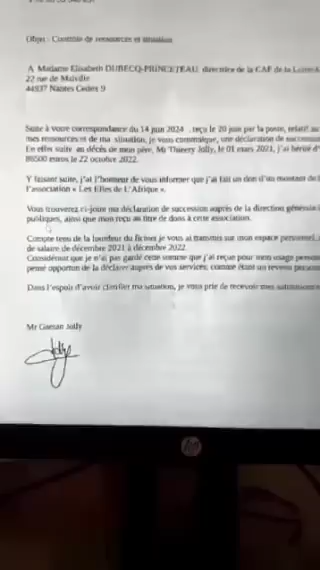 Objet : Contrôle de ressources et situation
A Madame Elisabeth DUBECQ-PRINCETEAU, directrice de la CAF de la Loire-A
22 rue de Malville
44937 Nantes Cedex 9
Suite à votre correspondance du 14 juin 2024, reçu le 20 juin par la poste, relatif au
mes ressources et de ma situation, je vous communique, une déclaration de succession
En effet suite au décès de mon père, Mr Thierry Jolly, le 01 mars 2021, j'ai hérité d'
86500 euros le 22 octobre 2022.
Y faisant suite, j'ai l'honneur de vous informer que j'ai fait un don d'un montant de
l'association « Les Elles de L'Afrique ».
Vous trouverez ci-joint ma déclaration de succession auprès de la direction générale
publiques, ainsi que mon reçu au titre de dons à cette association.
Compte tenu de la lourdeur du fichier je vous ai transmis sur mon espace personnel,
de salaire de décembre 2021 à décembre 2022.
Considérant que je n'ai pas gardé cette somme que j'ai reçue pour mon usage person
pensé opportun de la déclarer auprès de vos services, comme étant un revenu
Dans l'espoir d'avoir clarifier ma situation, je vous prie de recevoir mes salutations
Mr Gaetan Jolly
Jolly
hp